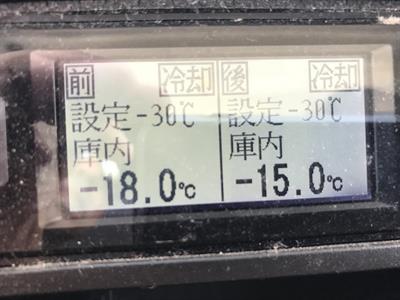 前 冷却 後 冷却
設定-30℃ 設定-30℃
庫内 庫内
-18.0℃ -15.0℃